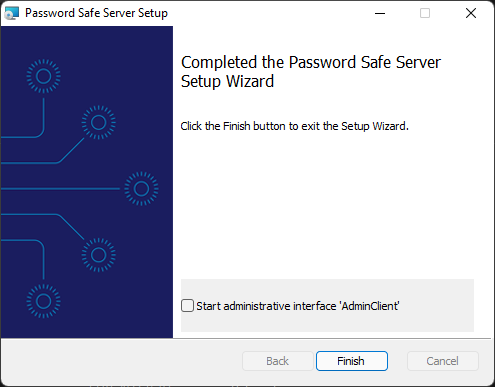 Password Safe Server Setup
Completed the Password Safe Server
Setup Wizard
Click the Finish button to exit the Setup Wizard.
Start administrative interface 'AdminClient'
Back
Finish
Cancel